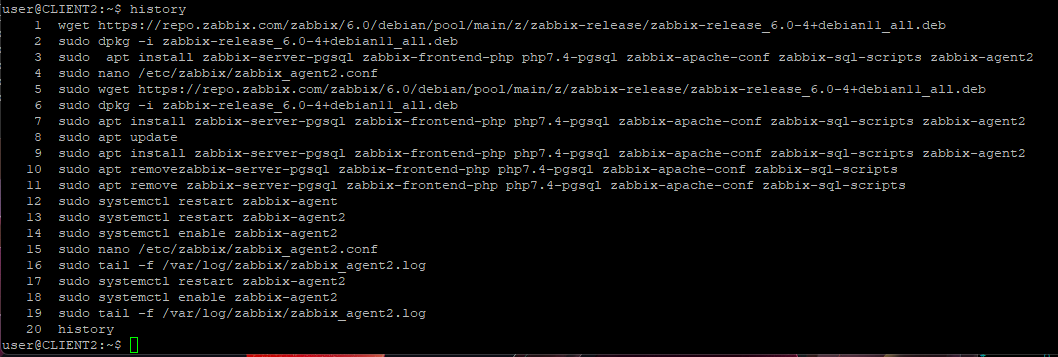 user@CLIENT2:~$ history
1 wget https://repo.zabbix.com/zabbix/6.0/debian/pool/main/z/zabbix-release/zabbix-release_6.0-4+debian11_all.deb
2 sudo dpkg -i zabbix-release_6.0-4+debian11_all.deb
3 sudo  apt install zabbix-server-pgsql zabbix-frontend-php php7.4-pgsql zabbix-apache-conf zabbix-sql-scripts zabbix-agent2
4 sudo nano /etc/zabbix/zabbix_agent2.conf
5 sudo wget https://repo.zabbix.com/zabbix/6.0/debian/pool/main/z/zabbix-release/zabbix-release_6.0-4+debian11_all.deb
6 sudo dpkg -i zabbix-release_6.0-4+debian11_all.deb
7 sudo apt install zabbix-server-pgsql zabbix-frontend-php php7.4-pgsql zabbix-apache-conf zabbix-sql-scripts zabbix-agent2
8 sudo apt update
9 sudo apt install zabbix-server-pgsql zabbix-frontend-php php7.4-pgsql zabbix-apache-conf zabbix-sql-scripts zabbix-agent2
10 sudo apt removezabbix-server-pgsql zabbix-frontend-php php7.4-pgsql zabbix-apache-conf zabbix-sql-scripts
11 sudo apt remove zabbix-server-pgsql zabbix-frontend-php php7.4-pgsql zabbix-apache-conf zabbix-sql-scripts
12 sudo systemctl restart zabbix-agent
13 sudo systemctl restart zabbix-agent2
14 sudo systemctl enable zabbix-agent2
15 sudo nano /etc/zabbix/zabbix_agent2.conf
16 sudo tail -f /var/log/zabbix/zabbix_agent2.log
17 sudo systemctl restart zabbix-agent2
18 sudo systemctl enable zabbix-agent2
19 sudo tail -f /var/log/zabbix/zabbix_agent2.log
20 history
user@CLIENT2:~$